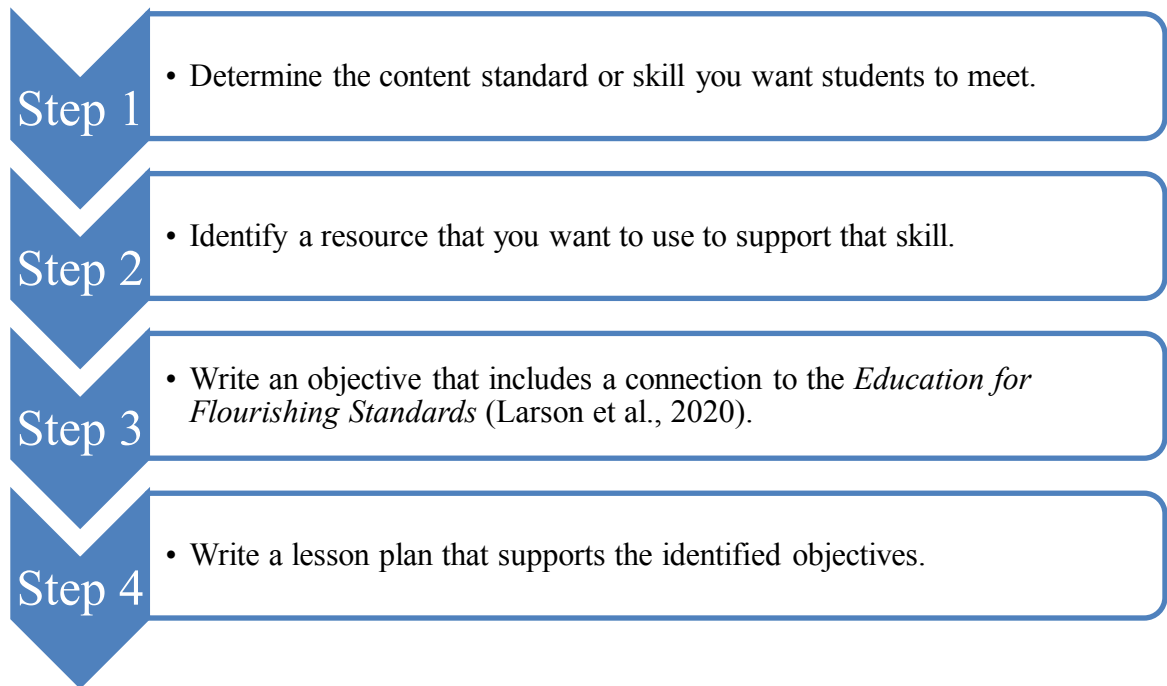 Step 1
• Determine the content standard or skill you want students to meet.
Step 2
• Identify a resource that you want to use to support that skill.
Step 3
• Write an objective that includes a connection to the Education for
Flourishing Standards (Larson et al., 2020).
Step 4
• Write a lesson plan that supports the identified objectives.